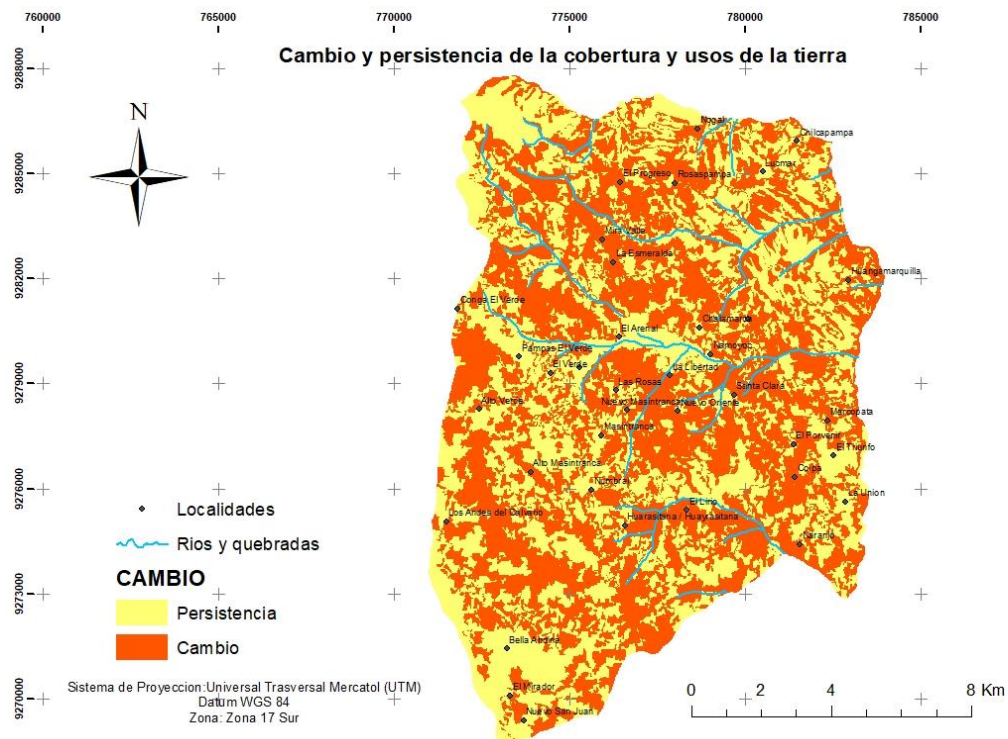 760000 765000 770000 775000 780000 785000
Cambio y persistencia de la cobertura y usos de la tierra
9288000
N
Nogal
Chilcapampa
Lucmar
9285000
El Progreso
Rosaspampa
Mira Valle
La Esmeralda
9282000
Huangamarquilla
Conga El Verde
Chalamarca
El Arenal
Pampas El Verde
Namoyoc
El Verde
La Libertad
9279000
Las Rosas
Santa Clara
Alto Verde
Nuevo Masintranca
Nuevo Oriente
Marcopata
Masintranca
El Porvenir
El Triunfo
Alto Masintranca
Colpa
9276000
Numbral
La Union
Localidades
El Lirio
Los Andes del Calvario
Huarasitana / Huayrasitana
Rios y quebradas
Naranjo
CAMBIO
9273000
Persistencia
Cambio
Bella Andina
Sistema de Proyeccion:Universal Trasversal Mercatol (UTM)
Datum WGS 84
Zona: Zona 17 Sur
El Mirador
9270000
0 2 4 8 Km
Nuevo San Juan